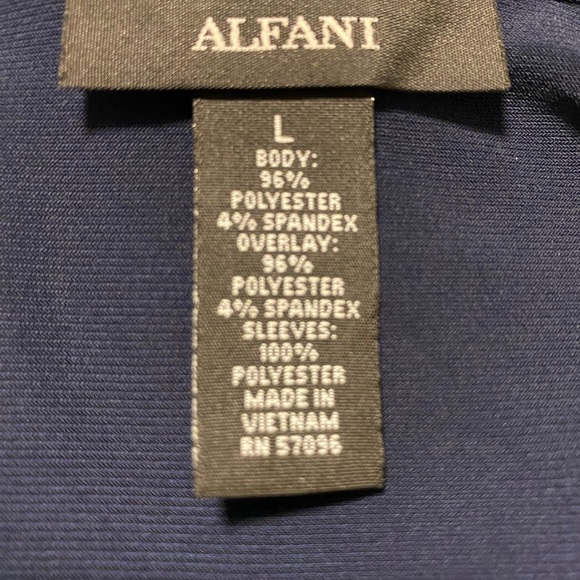 ALFANI
L
BODY:
96%
POLYESTER
4% SPANDEX
OVERLAY:
96%
POLYESTER
4% SPANDEX
SLEEVES:
100%
POLYESTER
MADE IN
VIETNAM
RN 57096